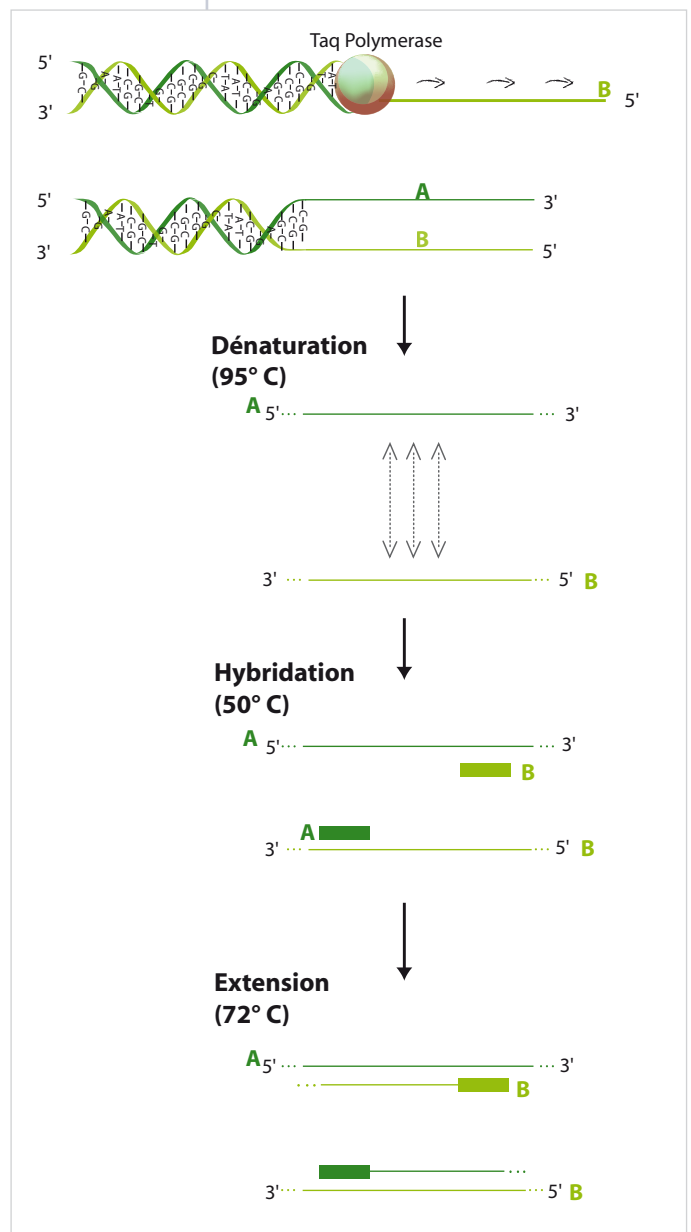 Taq Polymerase
5'
B
5'
3'
5'
A
3'
B
3'
5'
Dénaturation
(95° C)
A 5'... ... 3'
3' ... ... 5' B
Hybridation
(50° C)
A 5'... ... 3'
B
A
3' ... ... 5' B
Extension
(72° C)
A 5'... ... 3'
... B
...
3'... ... 5' B